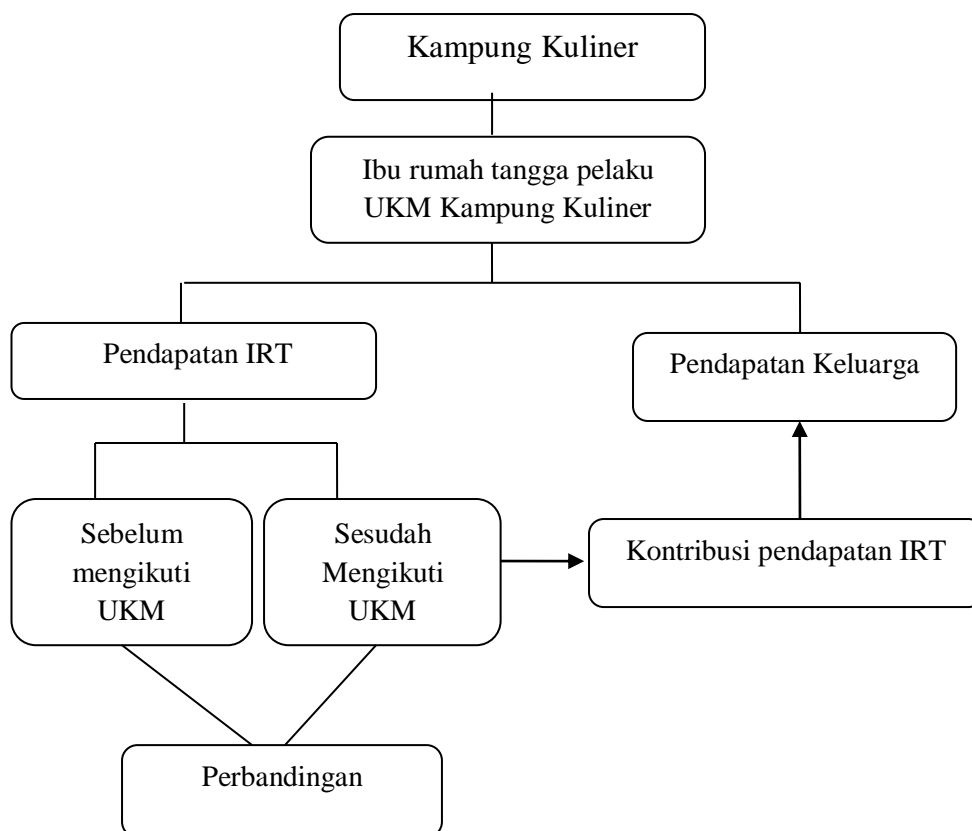 Kampung Kuliner
Ibu rumah tangga pelaku
UKM Kampung Kuliner
Pendapatan IRT
Pendapatan Keluarga
Sebelum
mengikuti
UKM
Sesudah
Mengikuti
UKM
Kontribusi pendapatan IRT
Perbandingan